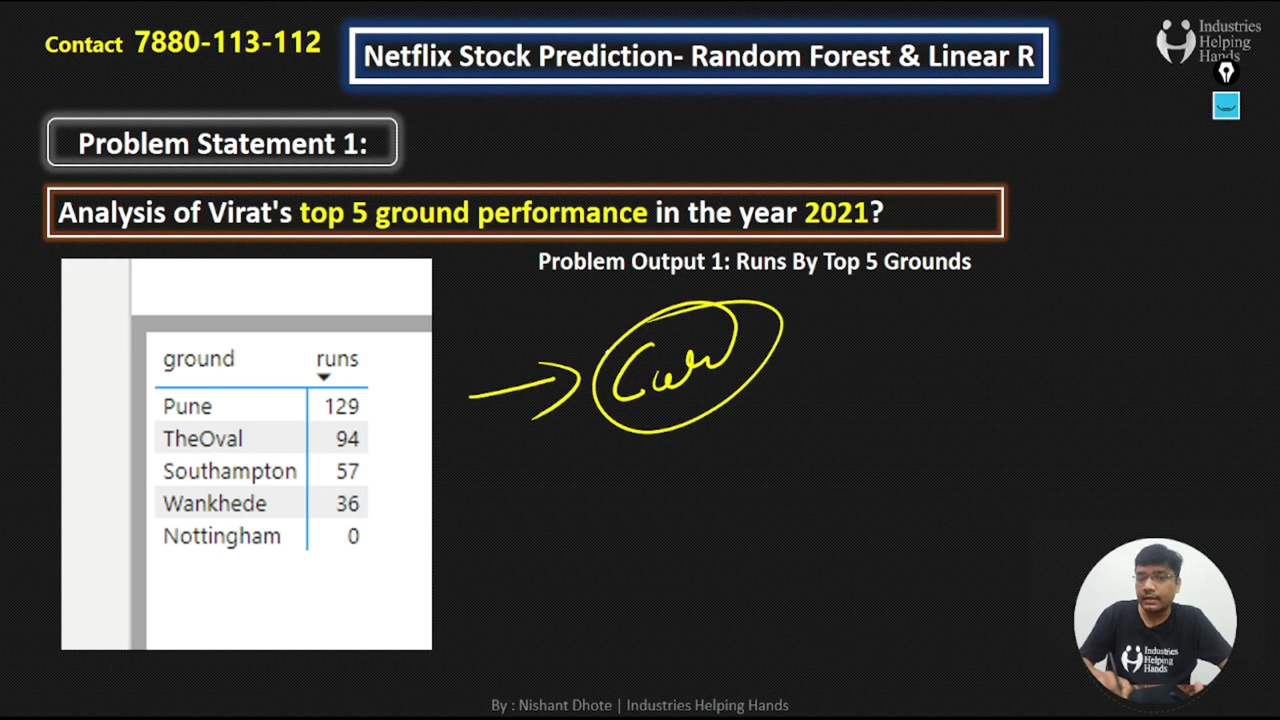 Contact 7880-113-112
Netflix Stock Prediction- Random Forest & Linear R
Industries
Helping
Hands
Problem Statement 1:
Analysis of Virat's top 5 ground performance in the year 2021?
Problem Output 1: Runs By Top 5 Grounds
ground runs
Pune 129
TheOval 94
Southampton 57
Wankhede 36
Nottingham 0
Industries
Helping
Hands
By : Nishant Dhote | Industries Helping Hands